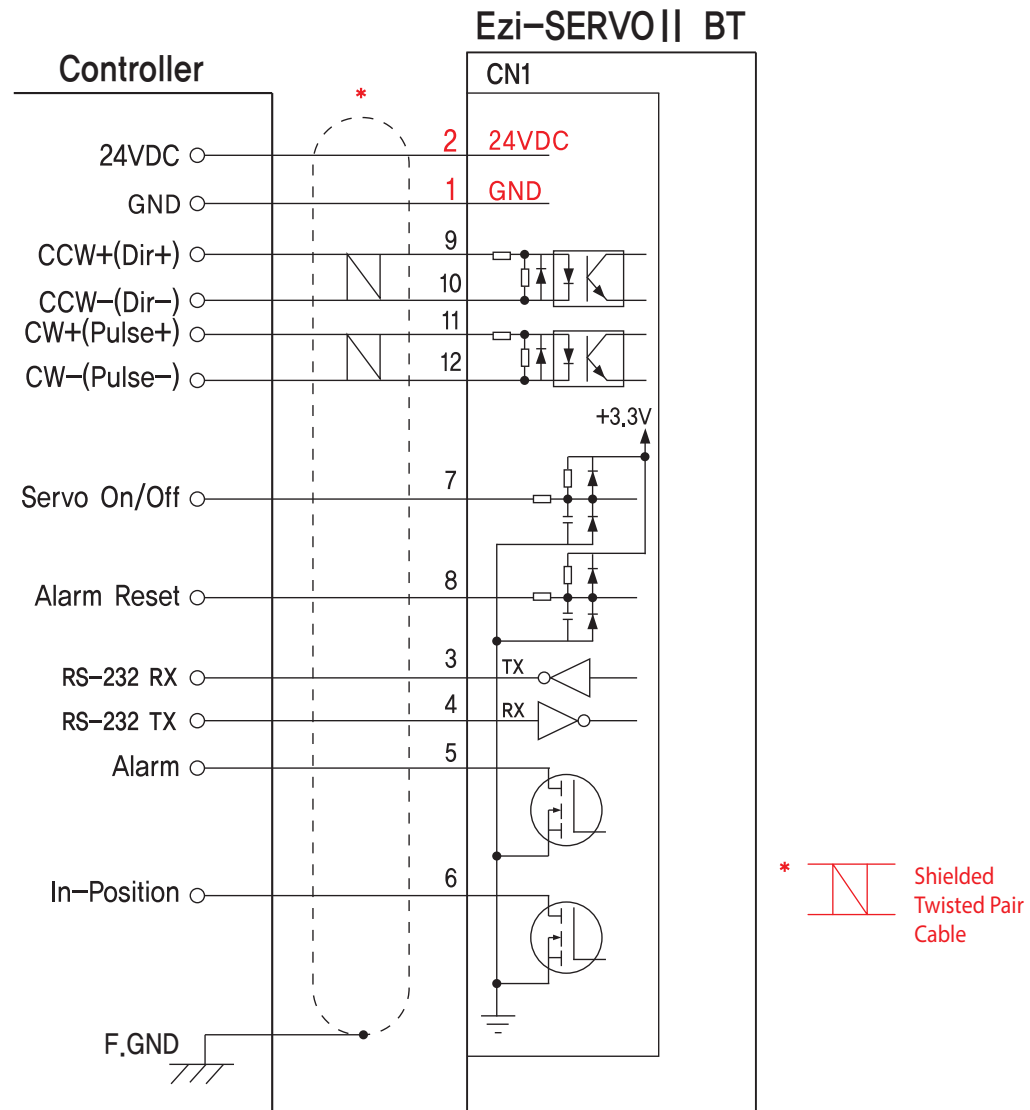 Ezi-SERVOII BT
Controller
CN1
*
24VDC
2
24VDC
GND
1
GND
CCW+(Dir+)
9
CCW-(Dir-)
10
CW+(Pulse+)
11
CW-(Pulse-)
12
+3.3V
Servo On/Off
7
Alarm Reset
8
RS-232 RX
3
TX
RS-232 TX
4
RX
Alarm
5
In-Position
6
F.GND
*
Shielded
Twisted Pair
Cable